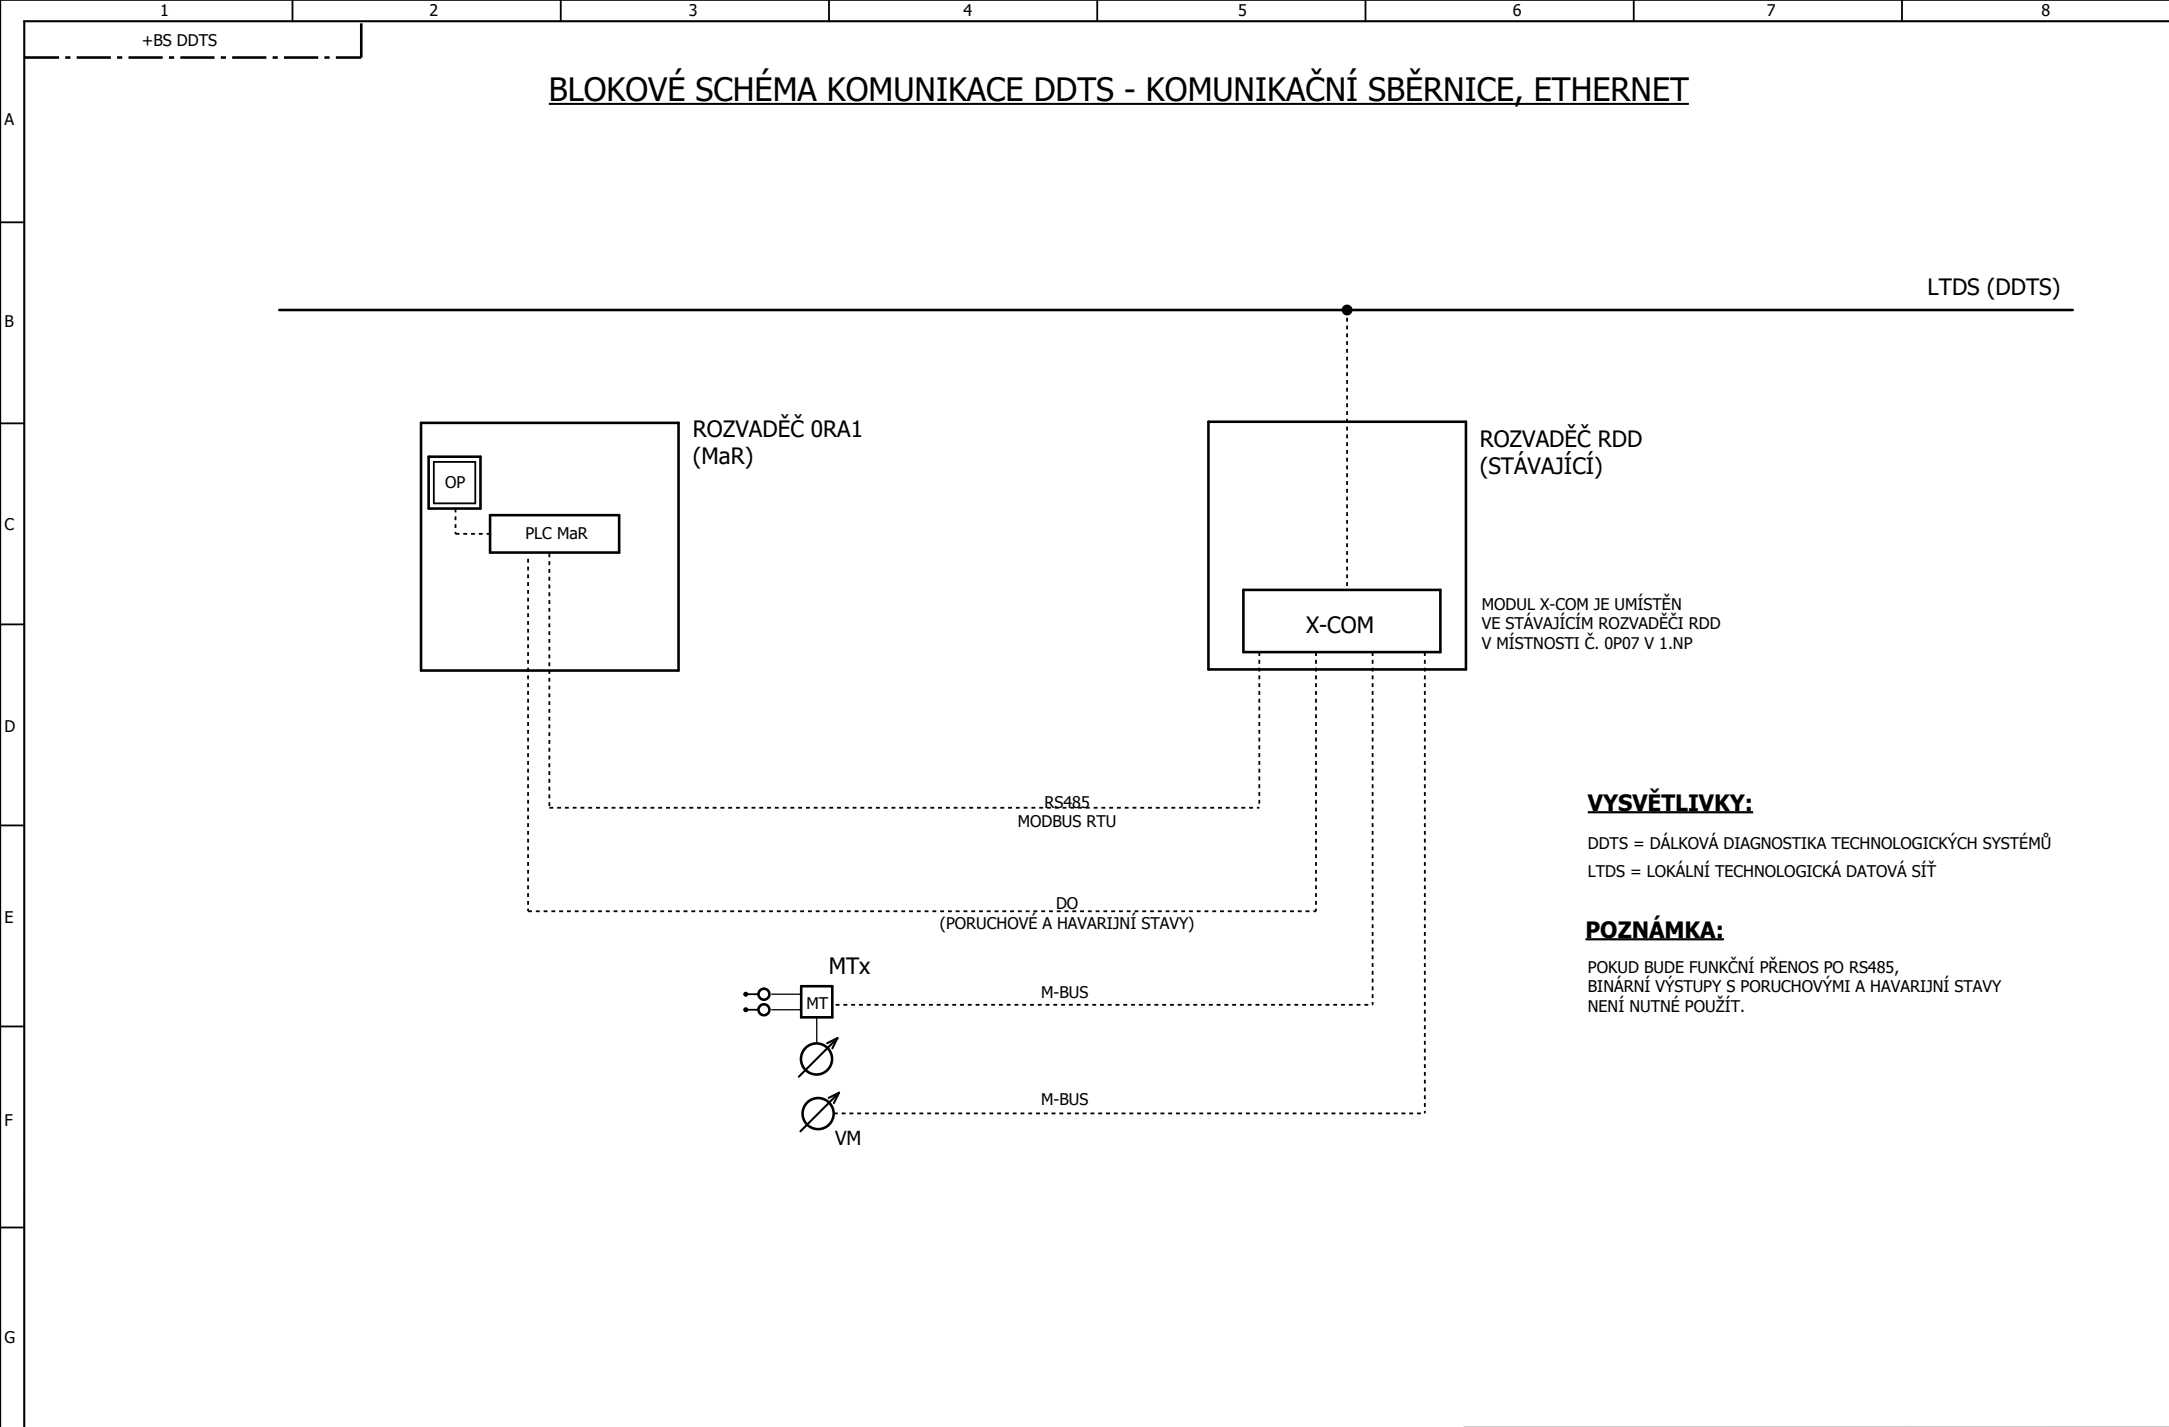 1 2 3 4 5 6 7 8
+BS DDTS
BLOKOVÉ SCHÉMA KOMUNIKACE DDTS - KOMUNIKAČNÍ SBĚRNICE, ETHERNET
A
LTDS (DDTS)
B
ROZVADĚČ 0RA1
(MaR)
ROZVADĚČ RDD
(STÁVAJÍCÍ)
OP
C
PLC MaR
X-COM
MODUL X-COM JE UMÍSTĚN
VE STÁVAJÍCÍM ROZVADĚČI RDD
V MÍSTNOSTI Č. 0P07 V 1.NP
D
RS485
MODBUS RTU
VYSVĚTLIVKY:
DDTS = DÁLKOVÁ DIAGNOSTIKA TECHNOLOGICKÝCH SYSTÉMŮ
LTDS = LOKÁLNÍ TECHNOLOGICKÁ DATOVÁ SÍŤ
E
DO
(PORUCHOVÉ A HAVARIJNÍ STAVY)
POZNÁMKA:
POKUD BUDE FUNKČNÍ PŘENOS PO RS485,
BINÁRNÍ VÝSTUPY S PORUCHOVÝMI A HAVARIJNÍ STAVY
NENÍ NUTNÉ POUŽÍT.
MTx
MT
M-BUS
M-BUS
F
VM
G